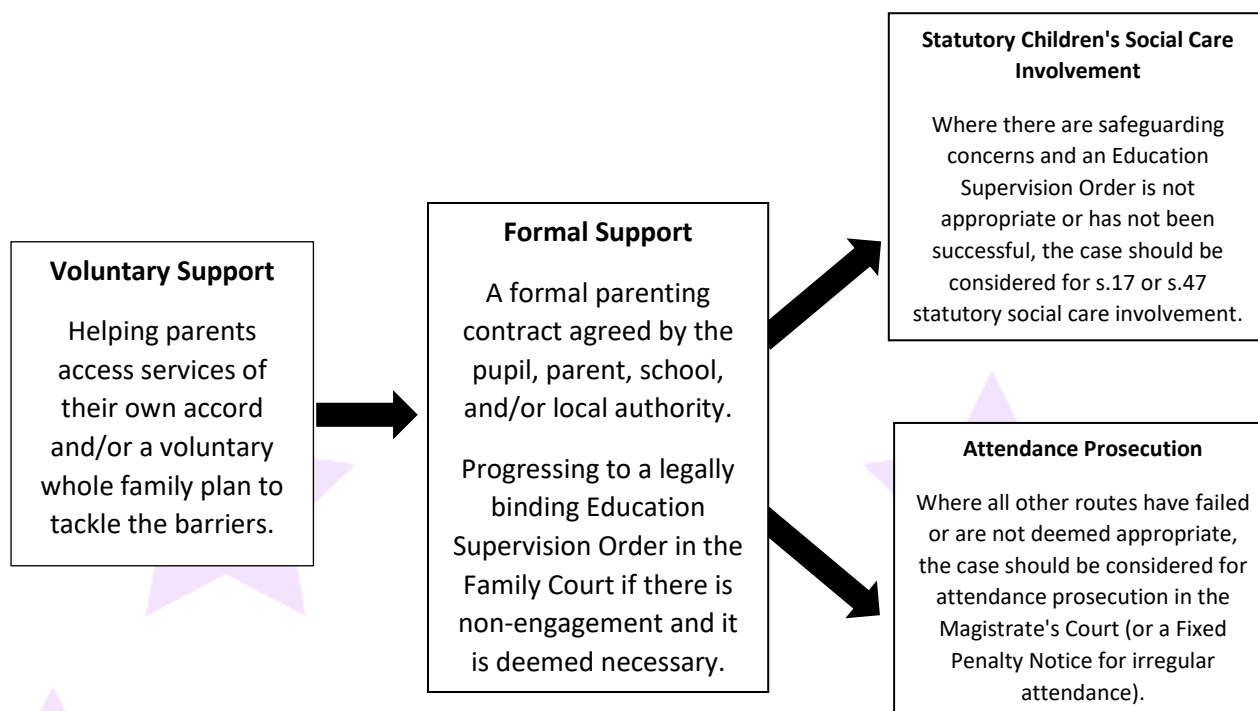 Voluntary Support
Helping parents
access services of
their own accord
and/or a voluntary
whole family plan to
tackle the barriers.
Formal Support
A formal parenting
contract agreed by the
pupil, parent, school,
and/or local authority.
Progressing to a legally
binding Education
Supervision Order in the
Family Court if there is
non-engagement and it
is deemed necessary.
Statutory Children's Social Care
Involvement
Where there are safeguarding
concerns and an Education
Supervision Order is not
appropriate or has not been
successful, the case should be
considered for s.17 or s.47
statutory social care involvement.
Attendance Prosecution
Where all other routes have failed
or are not deemed appropriate,
the case should be considered for
attendance prosecution in the
Magistrate's Court (or a Fixed
Penalty Notice for irregular
attendance).